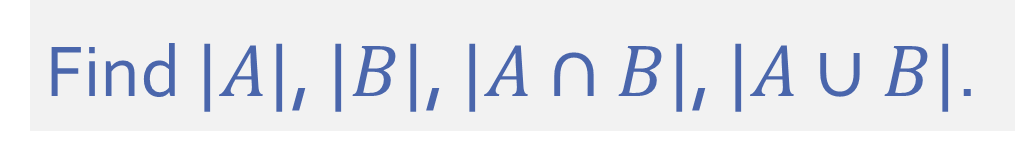 Find |A|, |B|, |A ∩ B|, |A ∪ B|.